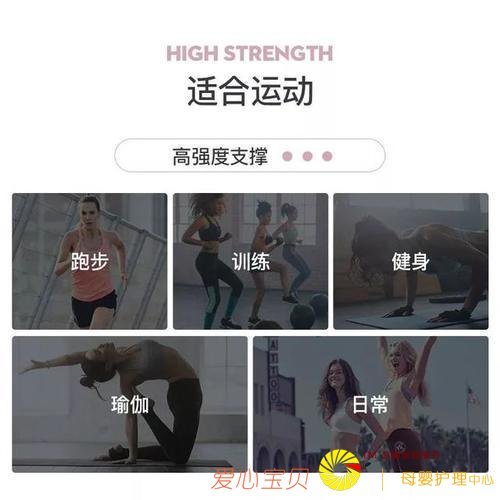 HIGH STRENGTH
适合运动
高强度支撑
跑步
训练
健身
瑜伽
日常
爱心宝贝 | 母婴护理中心